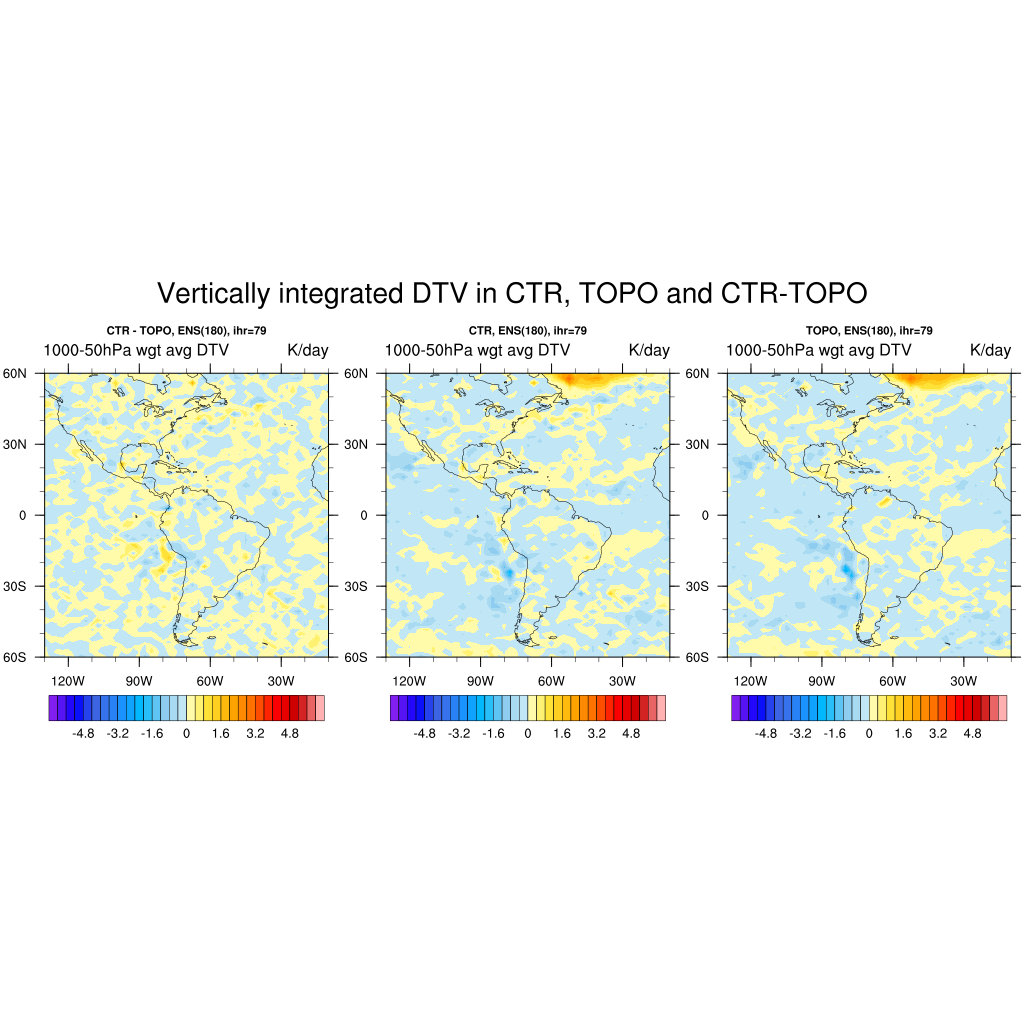 Vertically integrated DTV in CTR, TOPO and CTR-TOPO
CTR - TOPO, ENS(180), ihr=79
1000-50hPa wgt avg DTV K/day
60N
30N
0
30S
60S
120W 90W 60W 30W
-4.8 -3.2 -1.6 0 1.6 3.2 4.8
CTR, ENS(180), ihr=79
1000-50hPa wgt avg DTV K/day
60N
30N
0
30S
60S
120W 90W 60W 30W
-4.8 -3.2 -1.6 0 1.6 3.2 4.8
TOPO, ENS(180), ihr=79
1000-50hPa wgt avg DTV K/day
60N
30N
0
30S
60S
120W 90W 60W 30W
-4.8 -3.2 -1.6 0 1.6 3.2 4.8